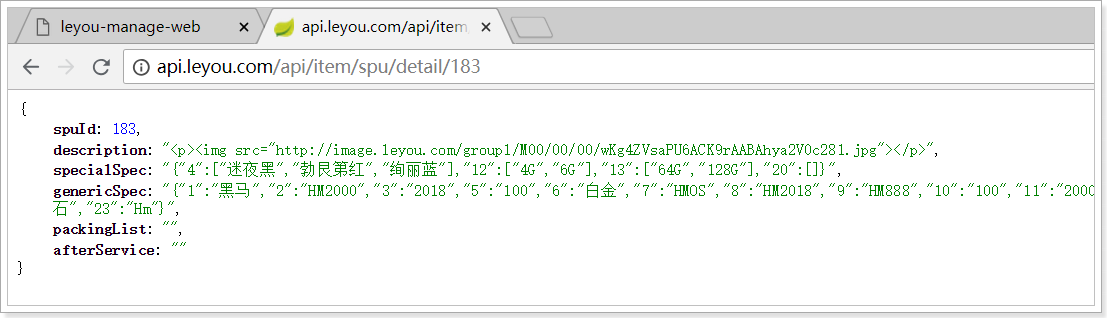 leyou-manage-web
api.leyou.com/api/item
api.leyou.com/api/item/spu/detail/183
{
spuId: 183,
description: "<p><img src="http://image.leyou.com/group1/M00/00/00/wKg4ZVsaPU6ACK9rAABAhya2V0c281.jpg"></p>",
specialSpec: "{"4":["迷夜黑","勃艮第红","绚丽蓝"],"12":["4G","6G"],"13":["64G","128G"],"20":[]}",
genericSpec: "{"1":"黑马","2":"HM2000","3":"2018","5":"100","6":"白金","7":"HMOS","8":"HM2018","9":"HM888","10":"100","11":"2000
石","23":"Hm"}",
packingList: "",
afterService: ""
}